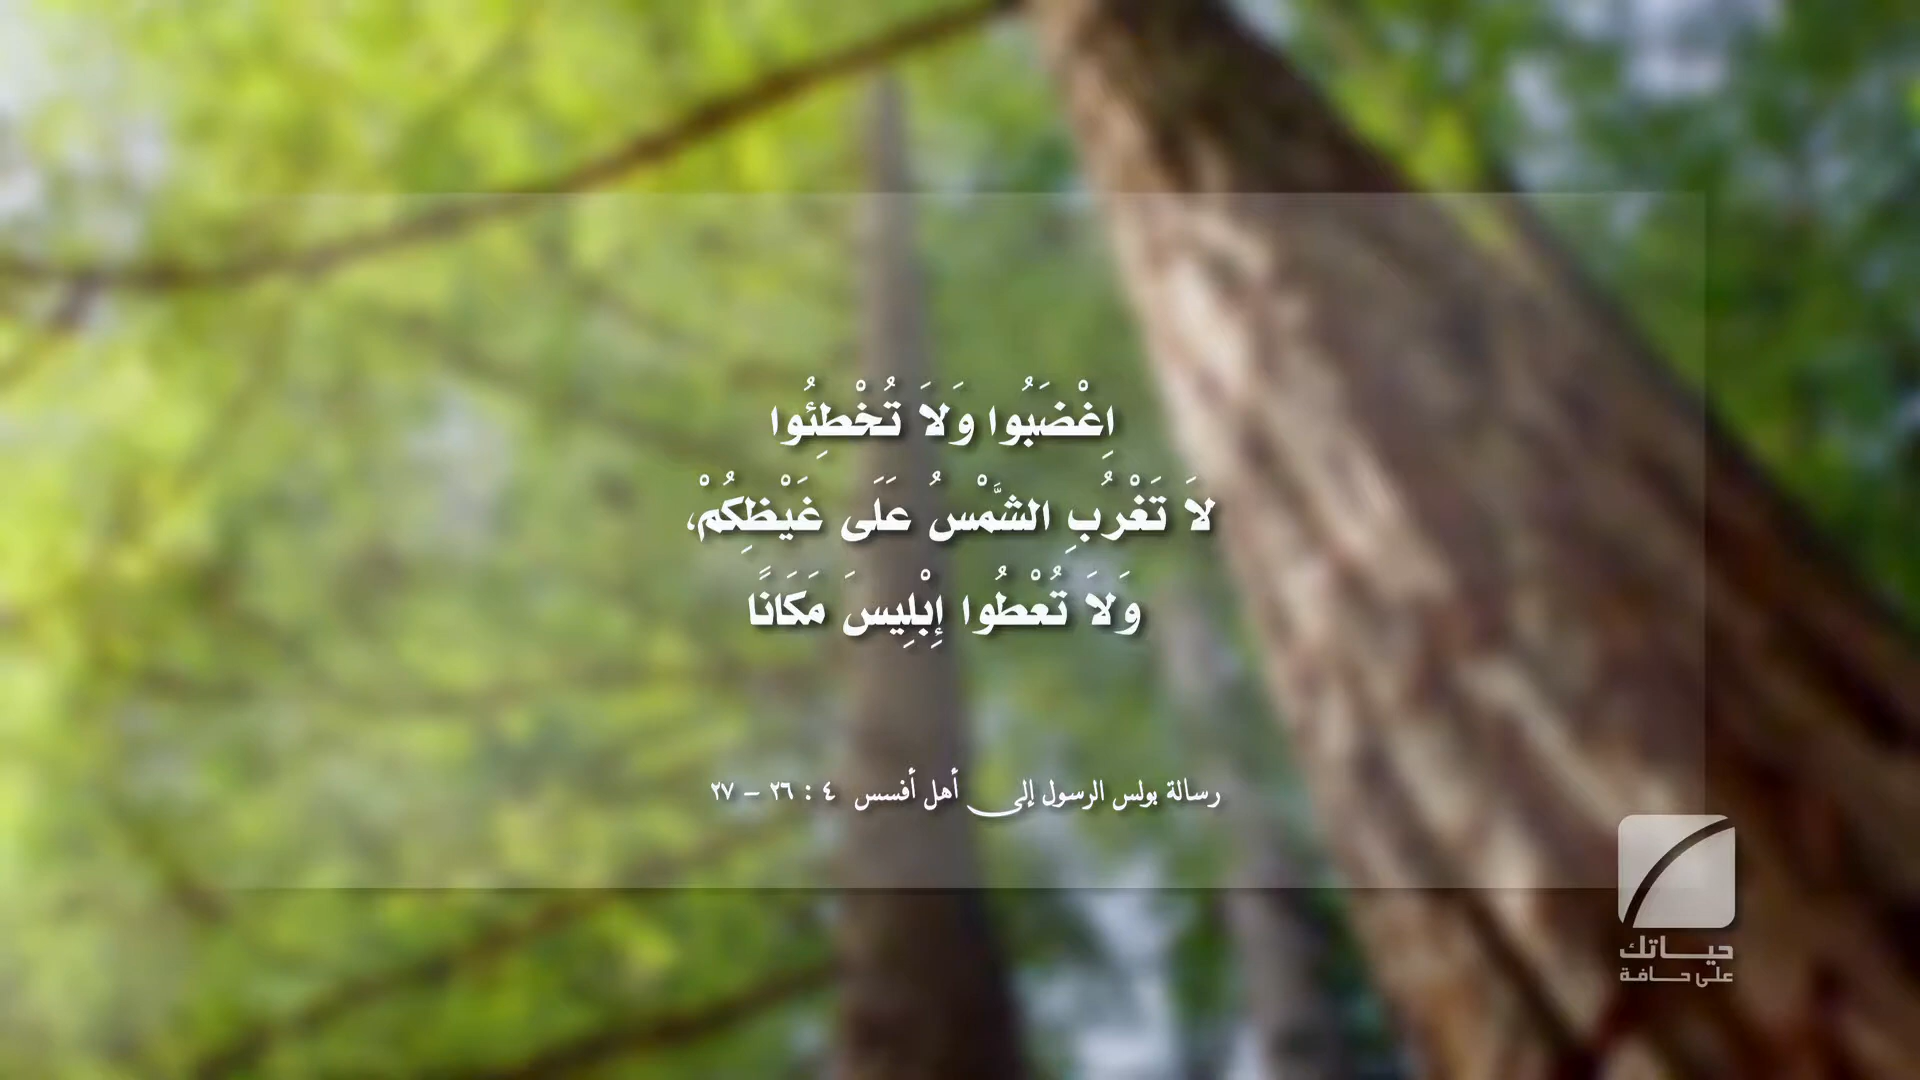 اِغْضَبُوا وَلاَ تُخْطِئُوا
لاَ تَغْرُبِ الشَّمْسُ عَلَى غَيْظِكُمْ،
وَلاَ تُعْطُوا إِبْلِيسَ مَكَانًا
رسالة بولس الرسول إلى أهل أفسس ٤ : ٢٦ – ٢٧
حياتك
على حافة